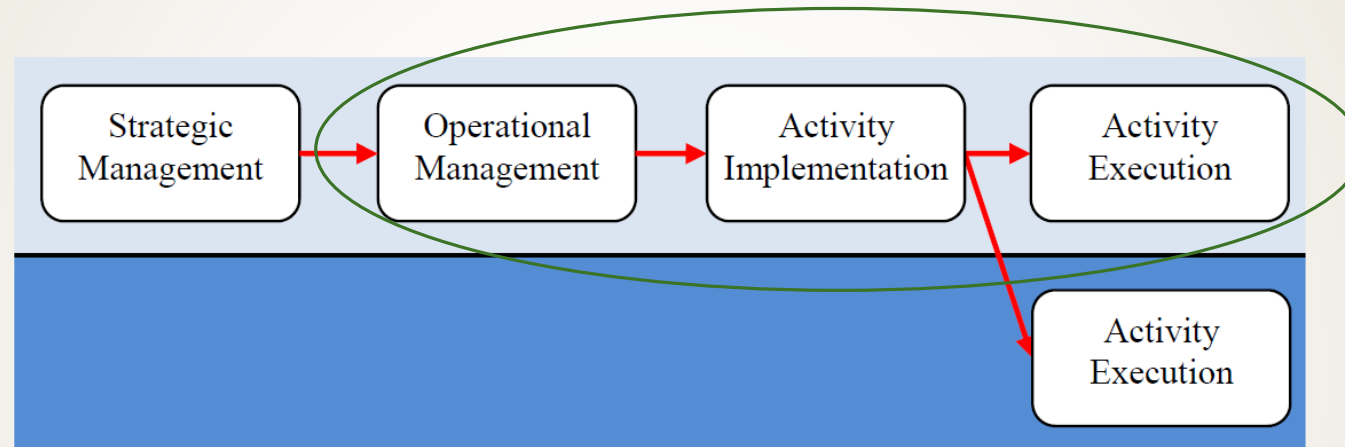 Strategic
Management
Operational
Management
Activity
Implementation
Activity
Execution
Activity
Execution